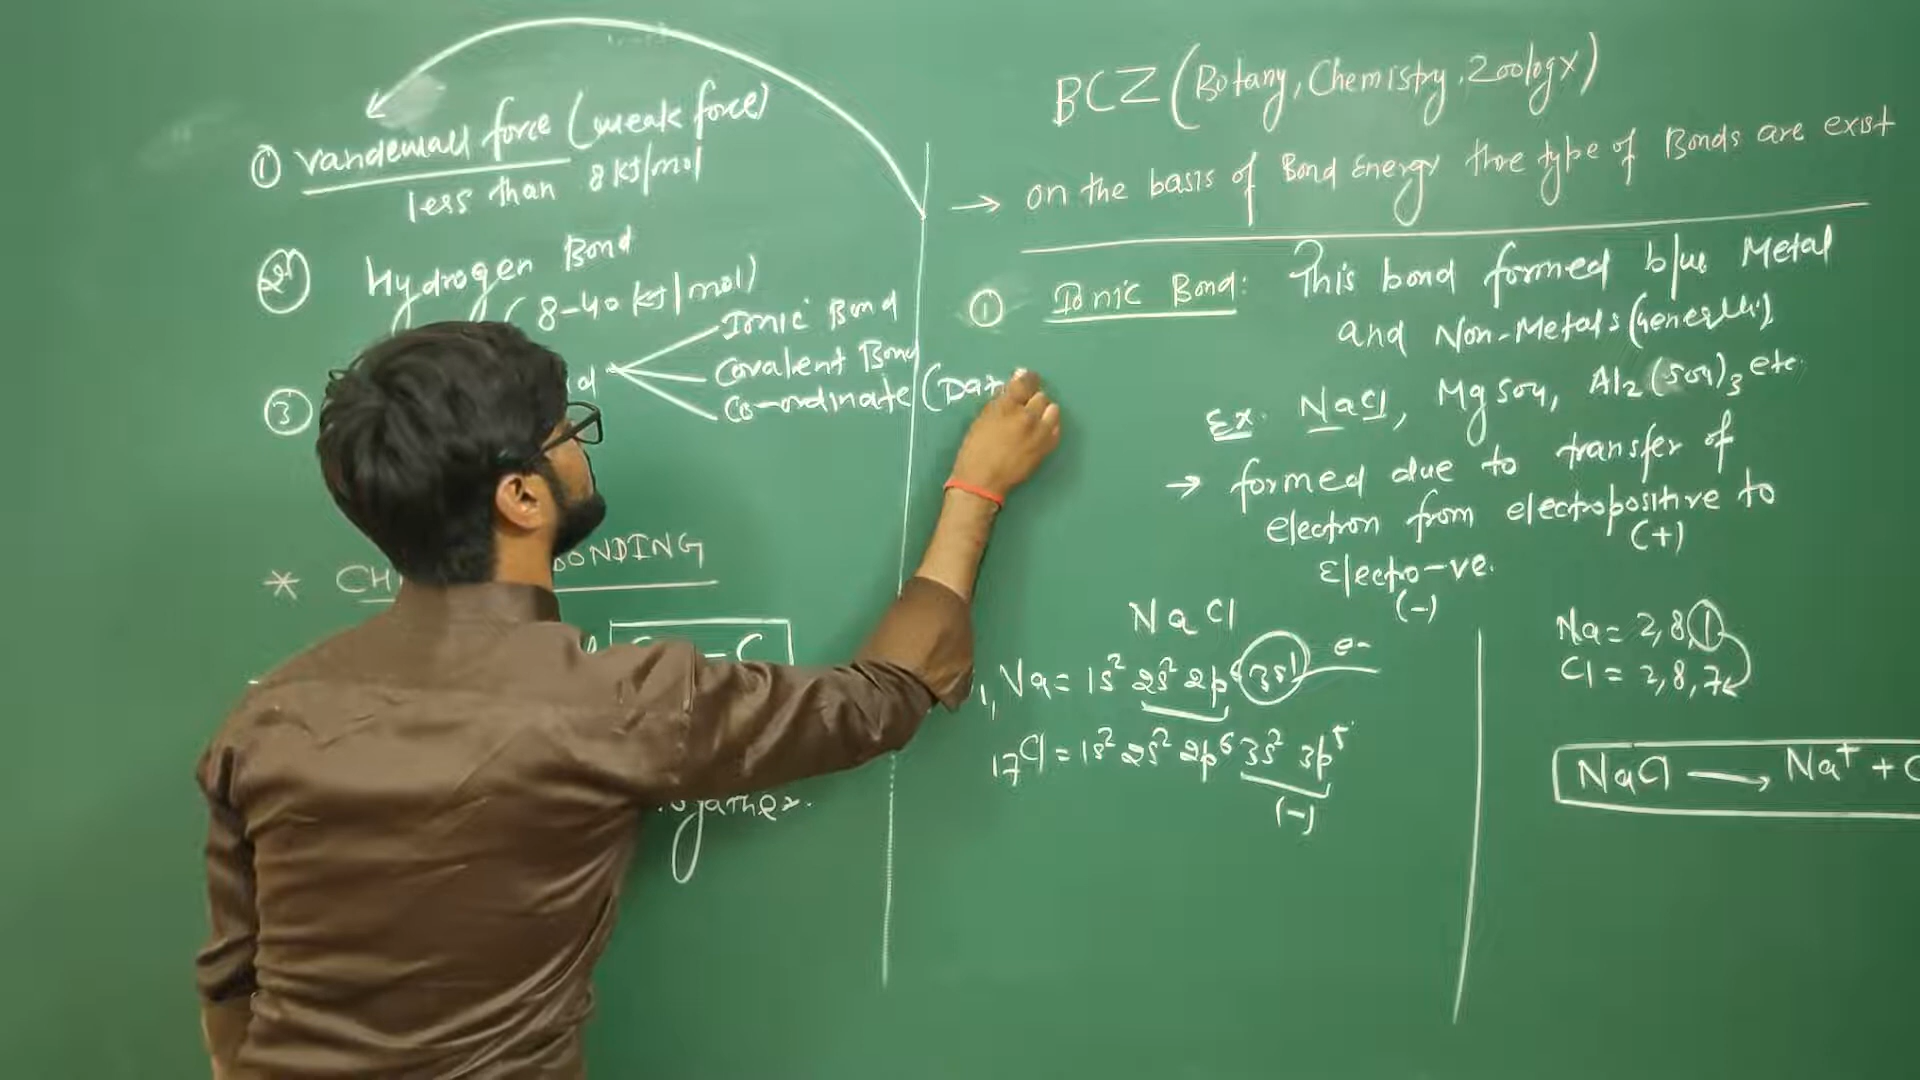 ① Vandewall force (weak force)
less than 8 kJ/mol
② Hydrogen Bond
(8-40 kJ/mol)
③
Ionic Bond
Covalent Bond
Co-ordinate (Dat
* CH BONDING
BCZ (Botany, Chemistry, Zoology)
→ on the basis of Bond Energy three type of Bonds are exist
① Ionic Bond: This bond formed b/w Metal
and Non-Metals (Generally)
Ex. NaCl, MgSO4, Al2(SO4)3 etc.
→ formed due to transfer of
electron from electropositive to
(+)
Electro-ve.
(-)
NaCl
Na = 1s² 2s² 2p⁶ 3s¹ e-
17Cl = 1s² 2s² 2p⁶ 3s² 3p⁵
(-)
Na = 2, 8, 1
Cl = 2, 8, 7
NaCl → Na⁺ + C